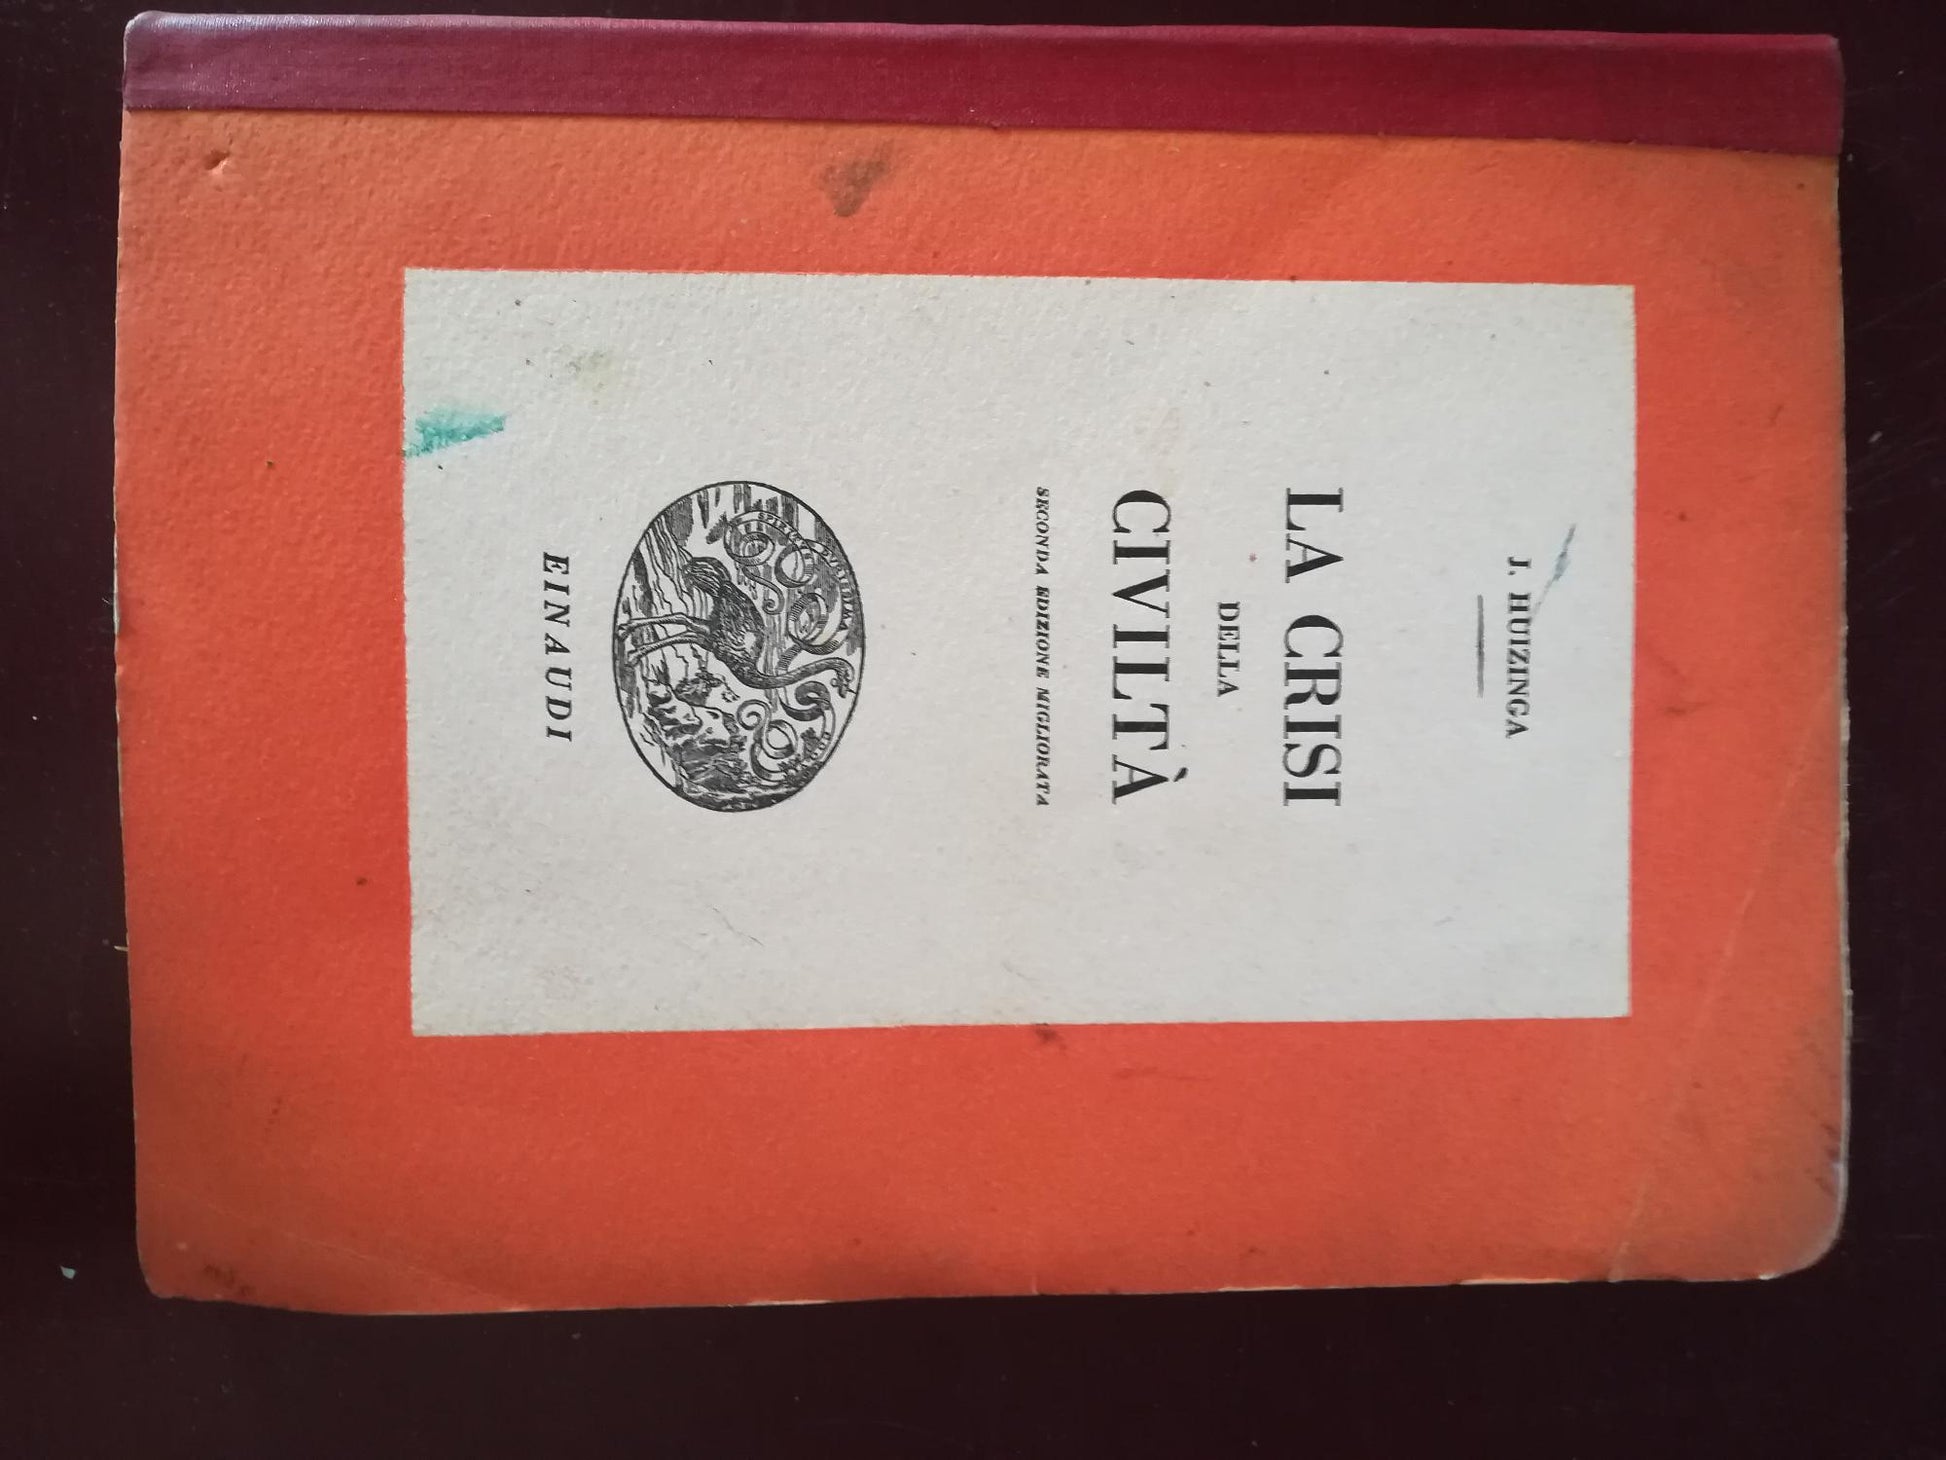 J. HUIZINGA
LA CRISI
DELLA
CIVILTÀ
SECONDA EDIZIONE MIGLIORATA
EINAUDI